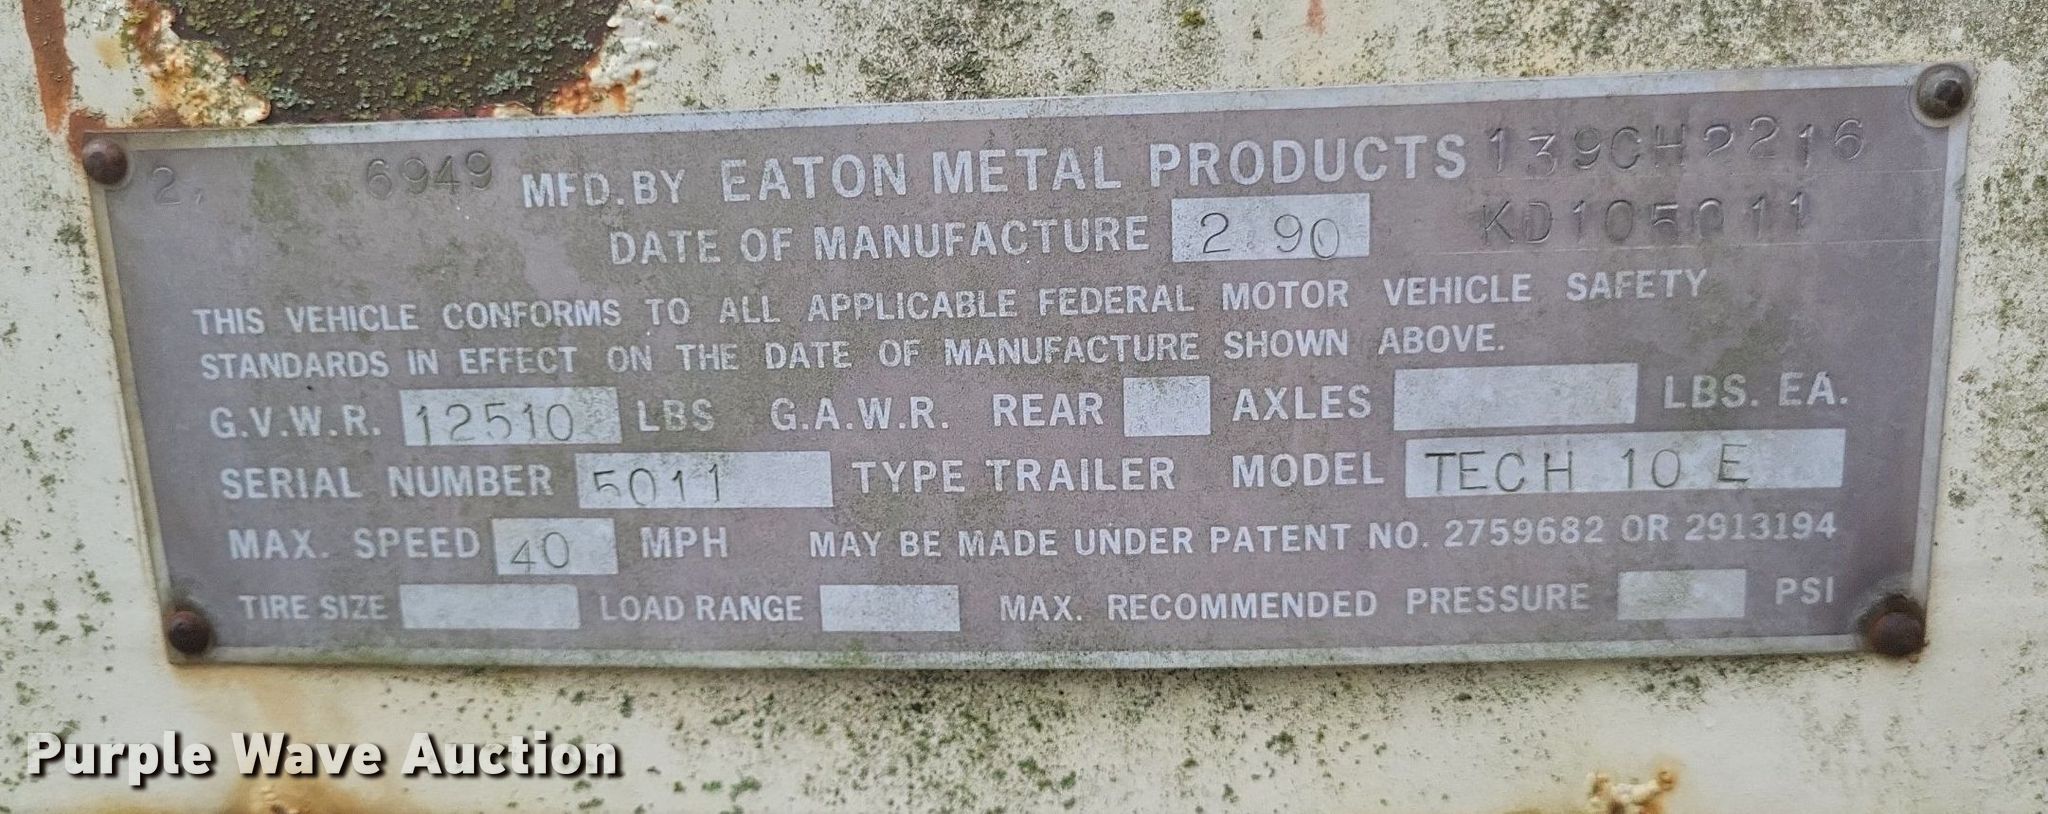 2, 6949 MFD. BY EATON METAL PRODUCTS 139CH2216
DATE OF MANUFACTURE 2 90 KD105011
THIS VEHICLE CONFORMS TO ALL APPLICABLE FEDERAL MOTOR VEHICLE SAFETY
STANDARDS IN EFFECT ON THE DATE OF MANUFACTURE SHOWN ABOVE.
G.V.W.R. 12510 LBS G.A.W.R. REAR AXLES LBS. EA.
SERIAL NUMBER 5011 TYPE TRAILER MODEL TECH 10 E
MAX. SPEED 40 MPH MAY BE MADE UNDER PATENT NO. 2759682 OR 2913194
TIRE SIZE LOAD RANGE MAX. RECOMMENDED PRESSURE PSI
Purple Wave Auction